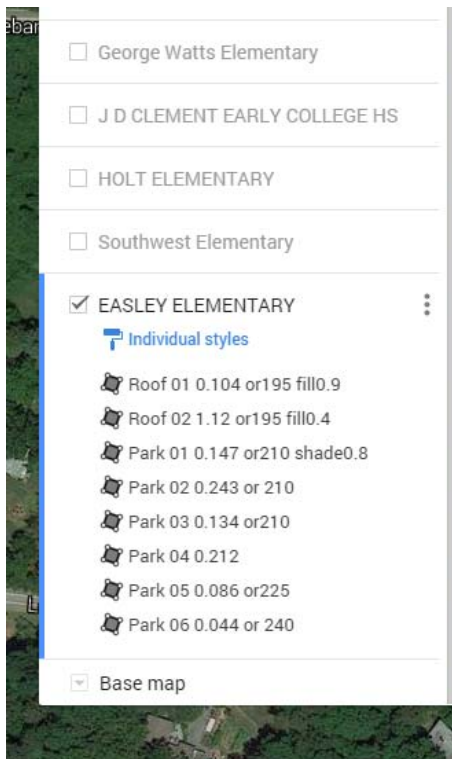 ebar
George Watts Elementary
J D CLEMENT EARLY COLLEGE HS
HOLT ELEMENTARY
Southwest Elementary
EASLEY ELEMENTARY
Individual styles
Roof 01 0.104 or195 fill0.9
Roof 02 1.12 or195 fill0.4
Park 01 0.147 or210 shade0.8
Park 02 0.243 or 210
Park 03 0.134 or210
Park 04 0.212
Park 05 0.086 or225
Park 06 0.044 or 240
L
Base map